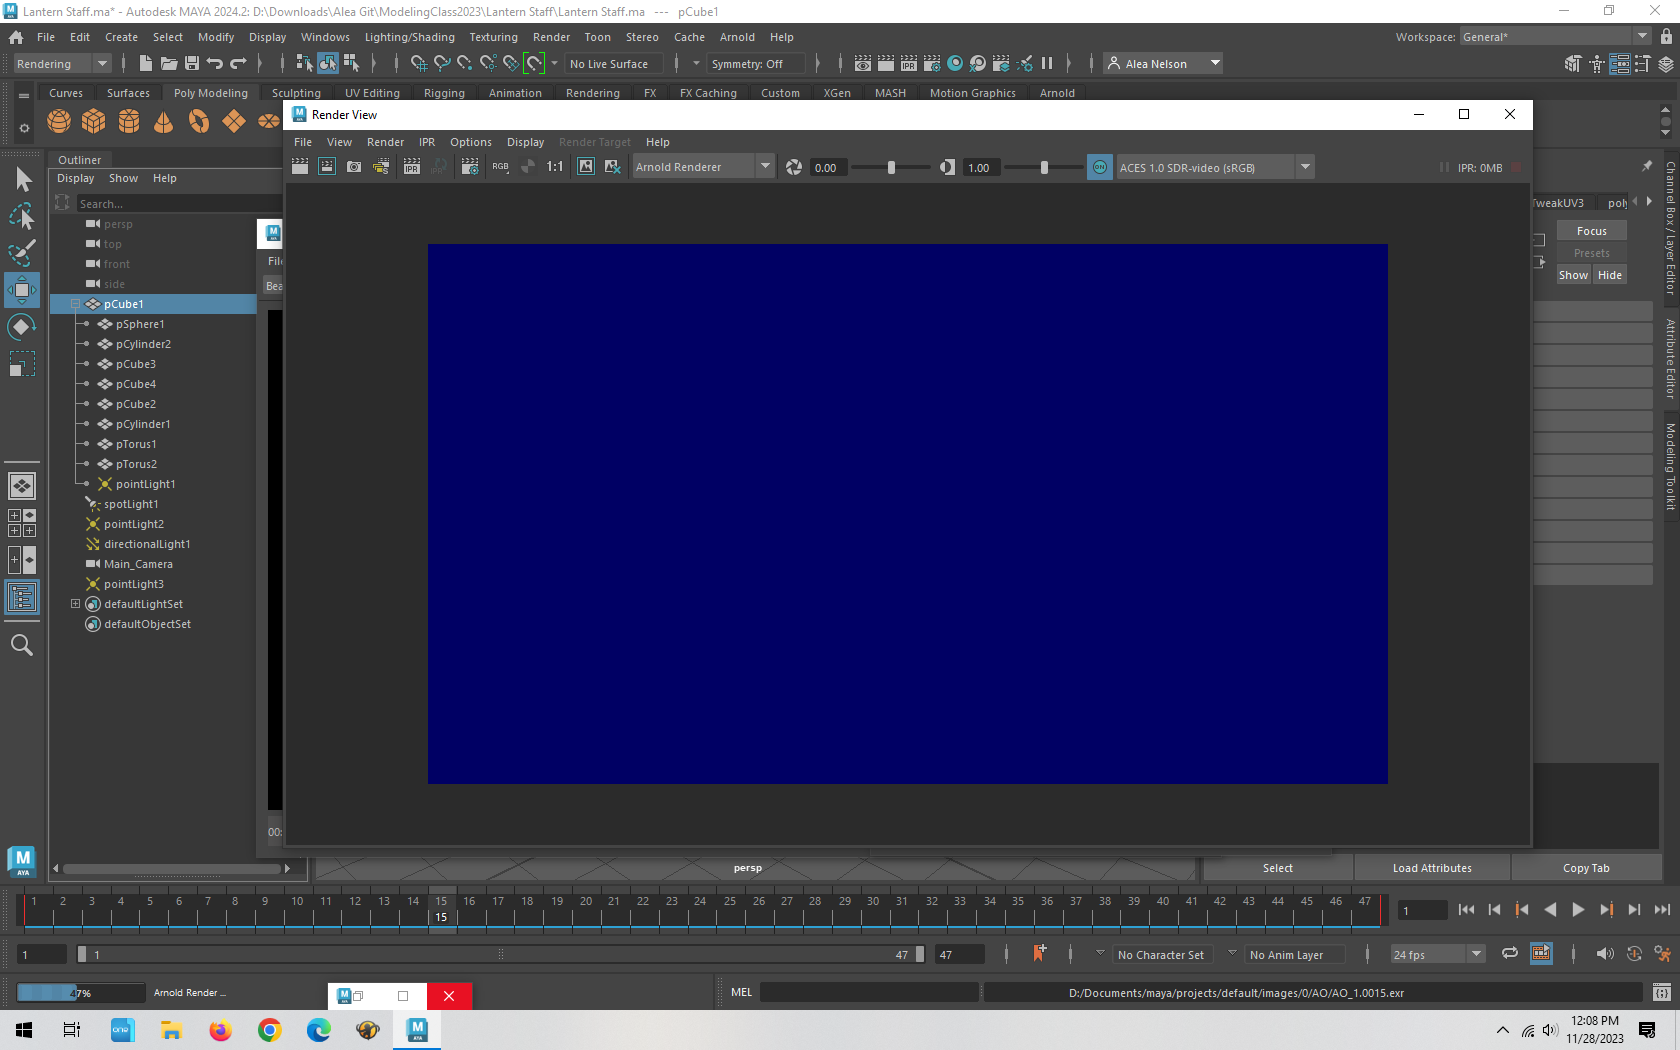 Lantern Staff.ma* - Autodesk MAYA 2024.2: D:\Downloads\Alea Git\ModelingClass2023\Lantern Staff\Lantern Staff.ma --- pCube1
File Edit Create Select Modify Display Windows Lighting/Shading Texturing Render Toon Stereo Cache Arnold Help
Workspace: General*
Rendering
No Live Surface
Symmetry: Off
Alea Nelson
Curves Surfaces Poly Modeling Sculpting UV Editing Rigging Animation Rendering FX FX Caching Custom XGen MASH Motion Graphics Arnold
Render View
File View Render IPR Options Display Render Target Help
IPR RGB 1:1 Arnold Renderer 0.00 1.00 ON ACES 1.0 SDR-video (sRGB) IPR: 0MB
Outliner
Display Show Help
Search...
persp
top
front
side
pCube1
pSphere1
pCylinder2
pCube3
pCube4
pCube2
pCylinder1
pTorus1
pTorus2
pointLight1
spotLight1
pointLight2
directionalLight1
Main_Camera
pointLight3
defaultLightSet
defaultObjectSet
Fil
Bea
00:
TweakUV3 poly
Focus
Presets
Show Hide
Channel Box / Layer Editor
Attribute Editor
Modeling Toolkit
persp
Select Load Attributes Copy Tab
M
AYA
1 2 3 4 5 6 7 8 9 10 11 12 13 14 15 16 17 18 19 20 21 22 23 24 25 26 27 28 29 30 31 32 33 34 35 36 37 38 39 40 41 42 43 44 45 46 47
15
1
1 1 47 47
No Character Set
No Anim Layer
24 fps
47% Arnold Render ...
MEL
D:/Documents/maya/projects/default/images/0/AO/AO_1.0015.exr
one
M
AYA
12:08 PM
11/28/2023